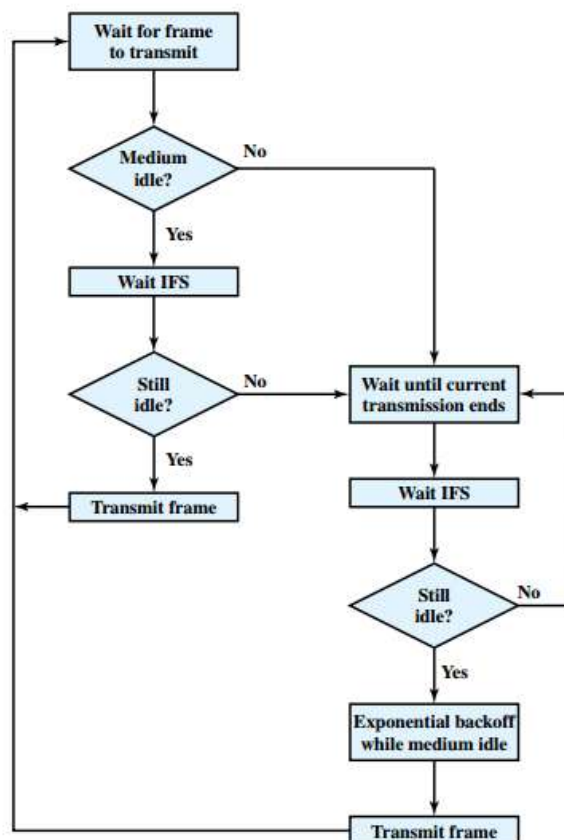 Wait for frame
to transmit
Medium
idle?
No
Yes
Wait IFS
Still
idle?
No
Yes
Transmit frame
Wait until current
transmission ends
Wait IFS
Still
idle?
No
Yes
Exponential backoff
while medium idle
Transmit frame